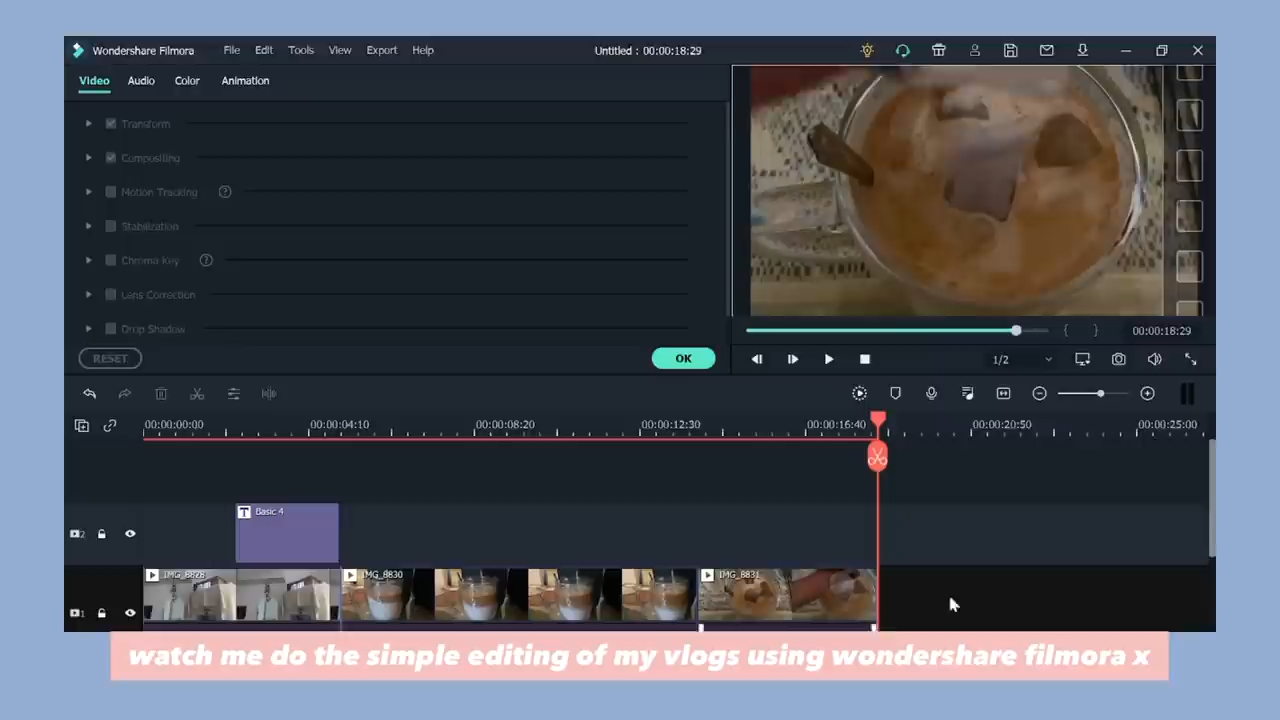 Wondershare Filmora File Edit Tools View Export Help Untitled : 00:00:18:29
Video Audio Color Animation
Transform
Compositing
Motion Tracking ?
Stabilization
Chroma Key ?
Lens Correction
Drop Shadow
00:00:18:29
RESET OK 1/2
00:00:00:00 00:00:04:10 00:00:08:20 00:00:12:30 00:00:16:40 00:00:20:50 00:00:25:00
T Basic 4
2
IMG_8828 IMG_8830 IMG_8831
1
watch me do the simple editing of my vlogs using wondershare filmora x